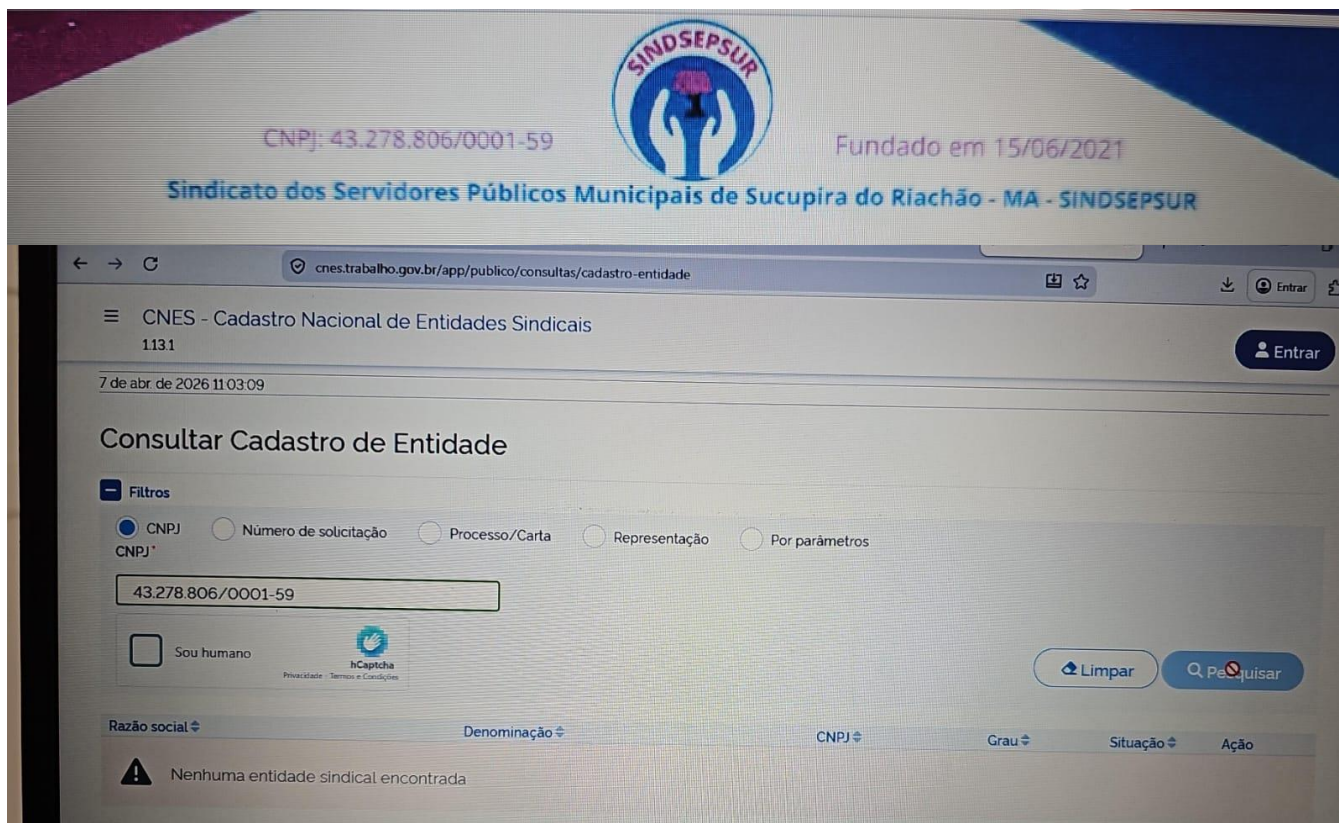 SINDSEPSUR
CNPJ: 43.278.806/0001-59
Fundado em 15/06/2021
Sindicato dos Servidores Públicos Municipais de Sucupira do Riachão - MA - SINDSEPSUR
cnes.trabalho.gov.br/app/publico/consultas/cadastro-entidade
Entrar
CNES - Cadastro Nacional de Entidades Sindicais
1.13.1
Entrar
7 de abr. de 2026 11:03:09
Consultar Cadastro de Entidade
Filtros
CNPJ Número de solicitação Processo/Carta Representação Por parâmetros
CNPJ*
43.278.806/0001-59
Sou humano
hCaptcha
Privacidade - Termos e Condições
Limpar Pesquisar
Razão social Denominação CNPJ Grau Situação Ação
Nenhuma entidade sindical encontrada